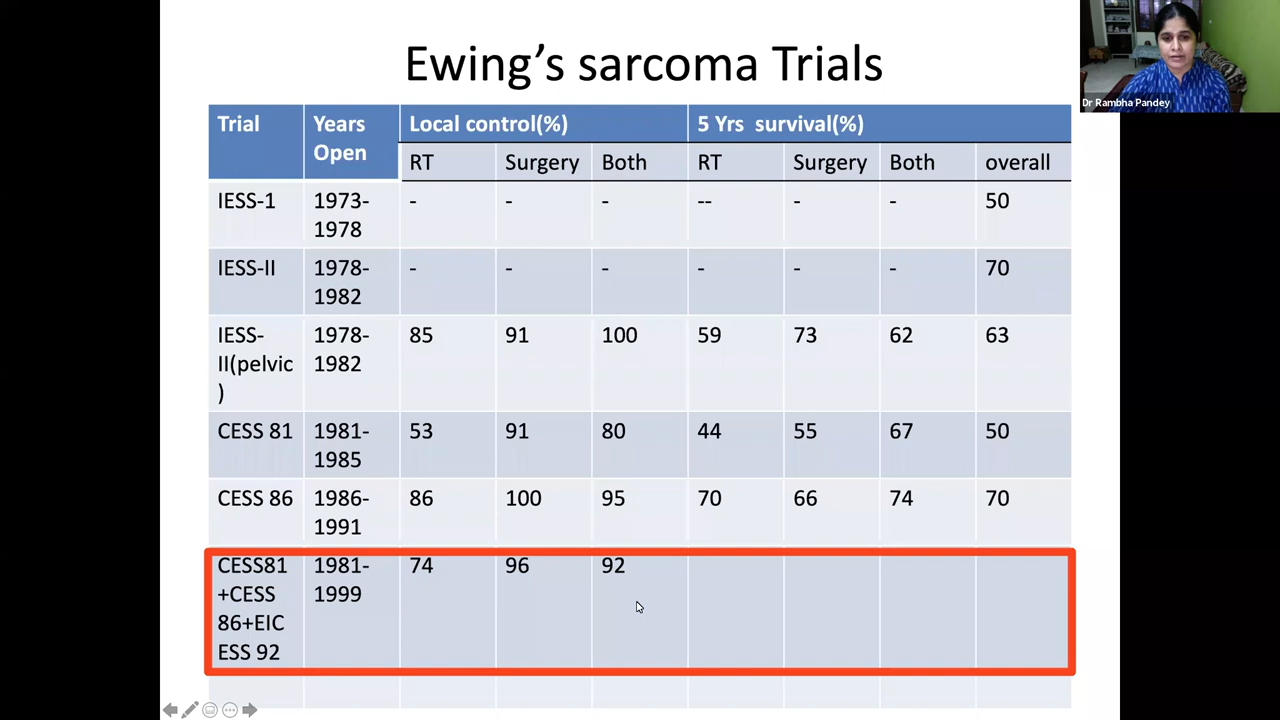 Ewing's sarcoma Trials
Dr Rambha Pandey
Trial Years Open Local control(%) 5 Yrs survival(%)
RT Surgery Both RT Surgery Both overall
IESS-1 1973-1978 - - - -- - - 50
IESS-II 1978-1982 - - - - - - 70
IESS-II(pelvic) 1978-1982 85 91 100 59 73 62 63
CESS 81 1981-1985 53 91 80 44 55 67 50
CESS 86 1986-1991 86 100 95 70 66 74 70
CESS81+CESS 86+EICESS 92 1981-1999 74 96 92